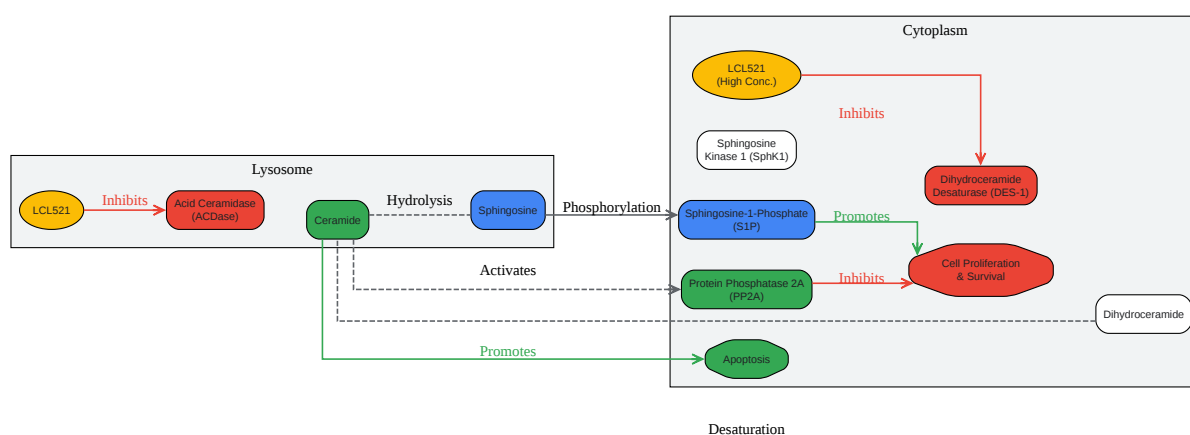 Cytoplasm
LCL521
(High Conc.)
Inhibits
Sphingosine
Kinase 1 (SphK1)
Dihydroceramide
Desaturase (DES-1)
Lysosome
LCL521
Inhibits
Acid Ceramidase
(ACDase)
Ceramide
Hydrolysis
Sphingosine
Phosphorylation
Sphingosine-1-Phosphate
(S1P)
Promotes
Cell Proliferation
& Survival
Activates
Protein Phosphatase 2A
(PP2A)
Inhibits
Dihydroceramide
Promotes
Apoptosis
Desaturation